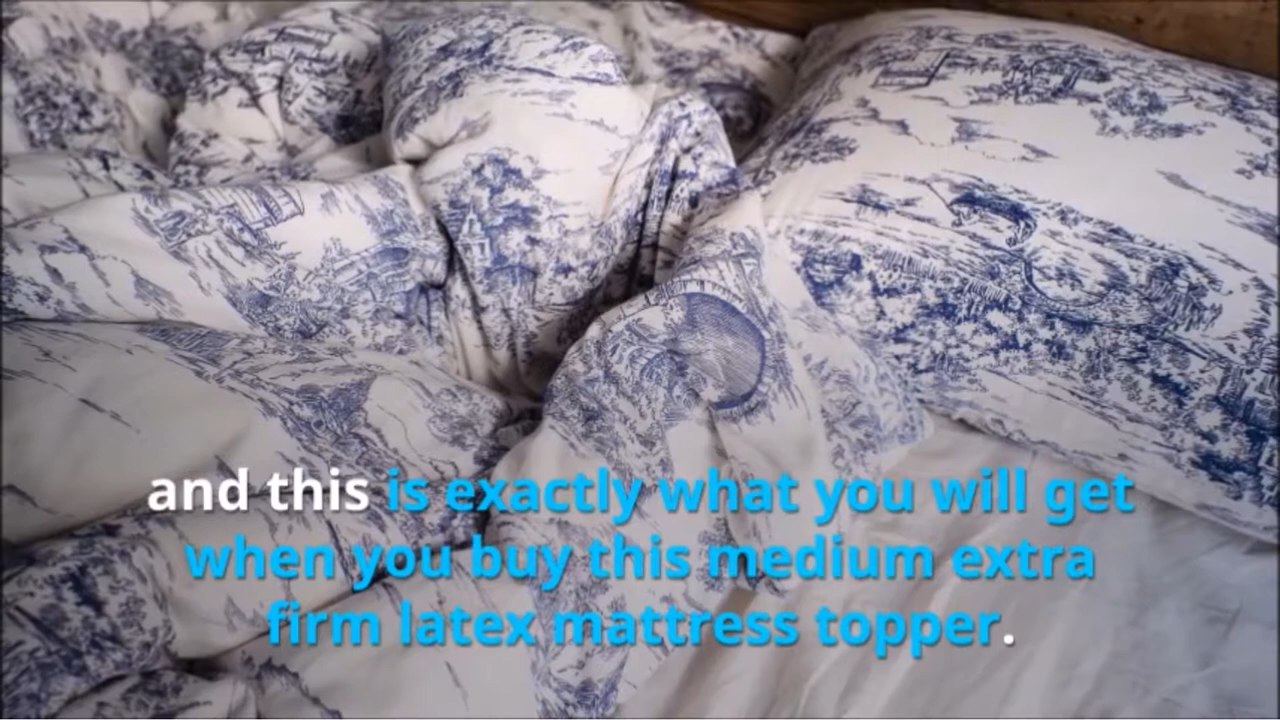 and this is exactly what you will get
when you buy this medium extra
firm latex mattress topper.